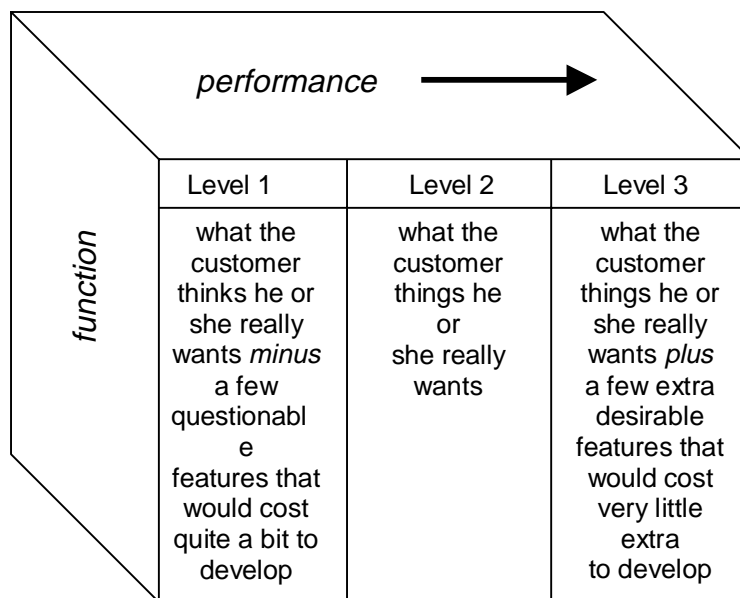 performance
function
Level 1
Level 2
Level 3
what the
customer
thinks he or
she really
wants minus
a few
questionabl
e
features that
would cost
quite a bit to
develop
what the
customer
things he
or
she really
wants
what the
customer
things he or
she really
wants plus
a few extra
desirable
features that
would cost
very little
extra
to develop